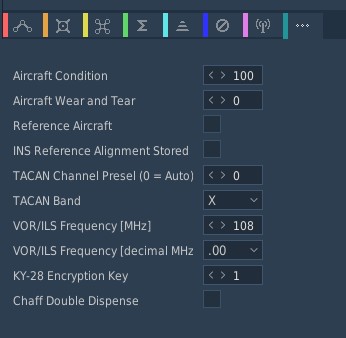 Aircraft Condition < > 100
Aircraft Wear and Tear < > 0
Reference Aircraft
INS Reference Alignment Stored
TACAN Channel Presel (0 = Auto) < > 0
TACAN Band X
VOR/ILS Frequency [MHz] < > 108
VOR/ILS Frequency [decimal MHz .00
KY-28 Encryption Key < > 1
Chaff Double Dispense